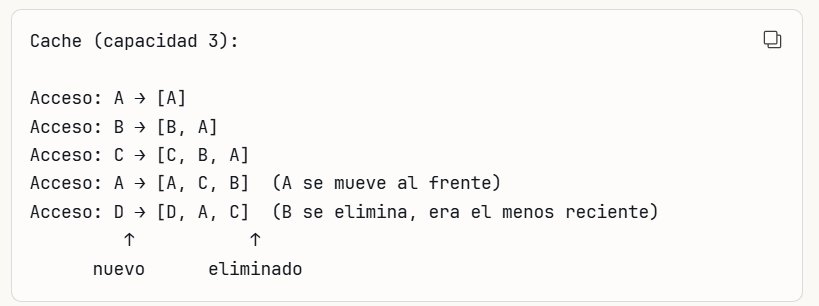 Cache (capacidad 3):
Acceso: A → [A]
Acceso: B → [B, A]
Acceso: C → [C, B, A]
Acceso: A → [A, C, B]  (A se mueve al frente)
Acceso: D → [D, A, C]  (B se elimina, era el menos reciente)
↑ ↑
nuevo eliminado